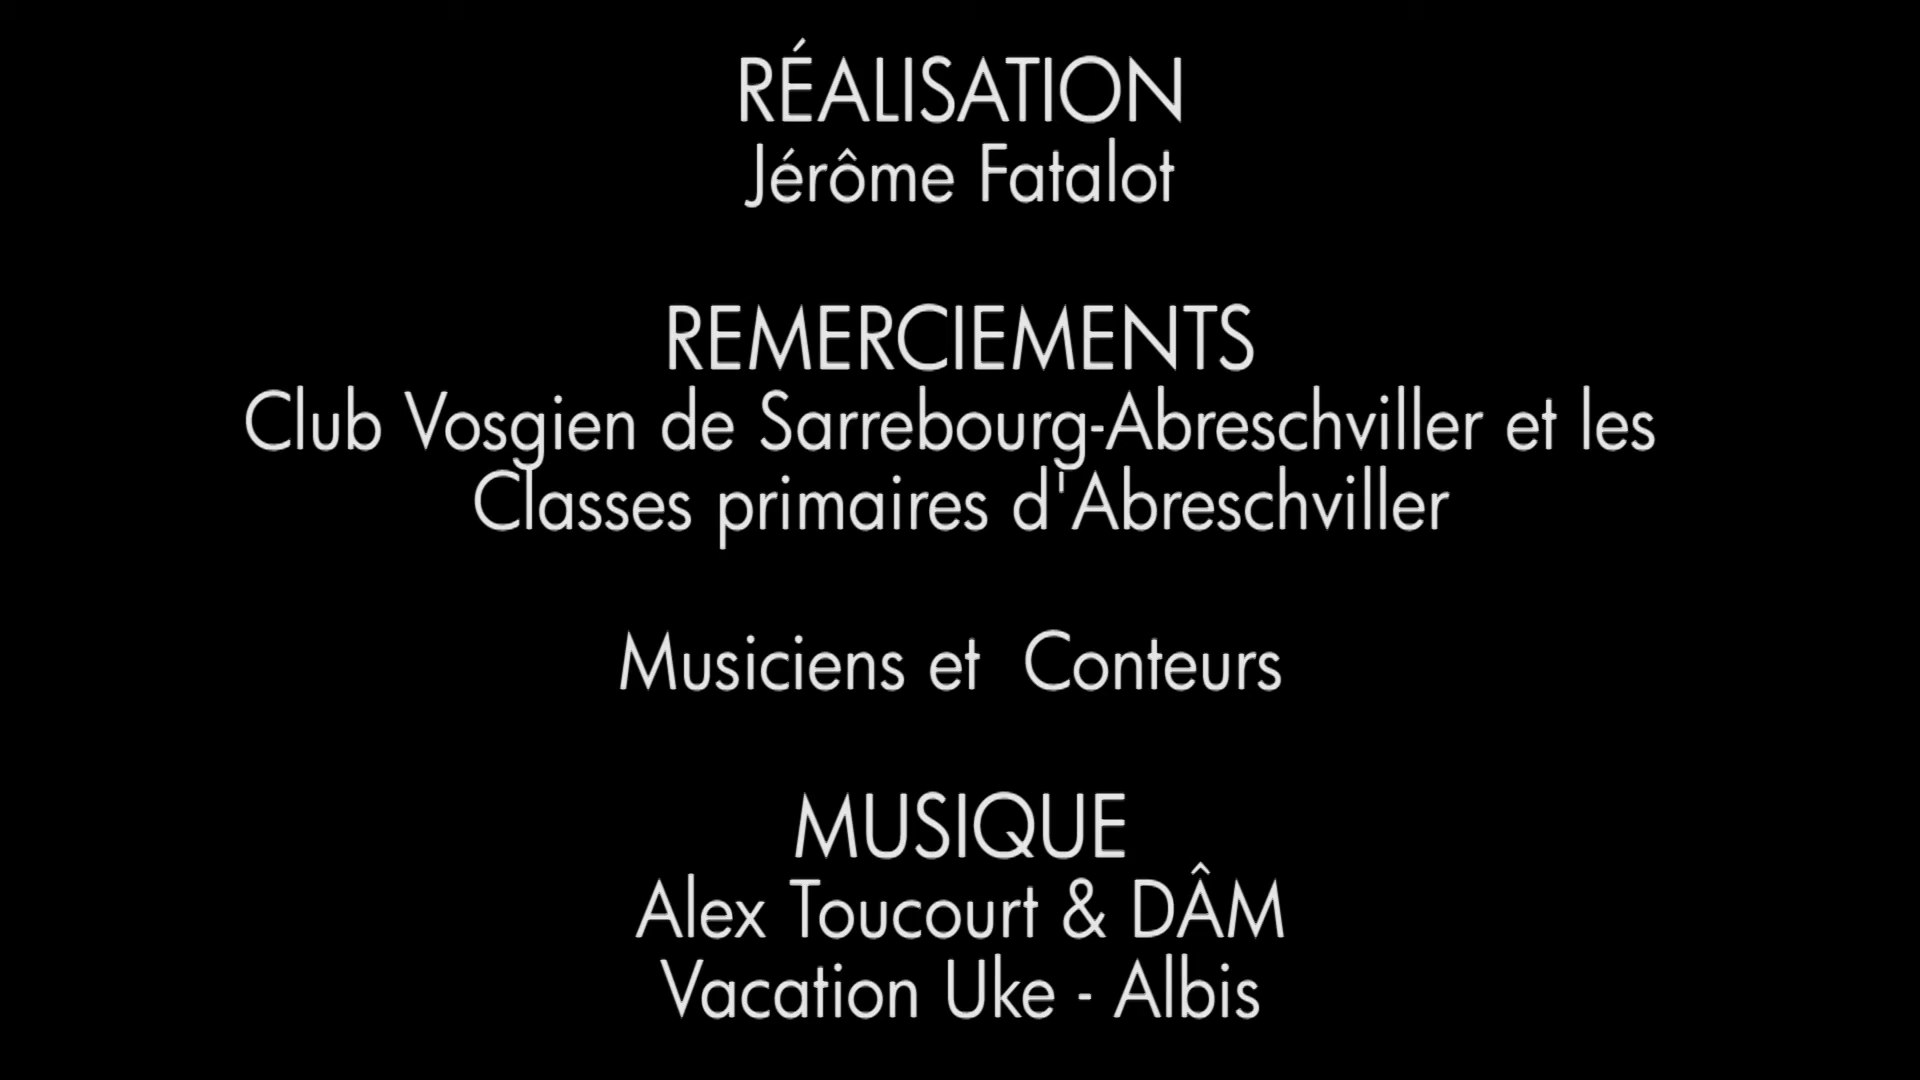 RÉALISATION
Jérôme Fatalot
REMERCIEMENTS
Club Vosgien de Sarrebourg-Abreschviller et les
Classes primaires d'Abreschviller
Musiciens et  Conteurs
MUSIQUE
Alex Toucourt & DÂM
Vacation Uke - Albis